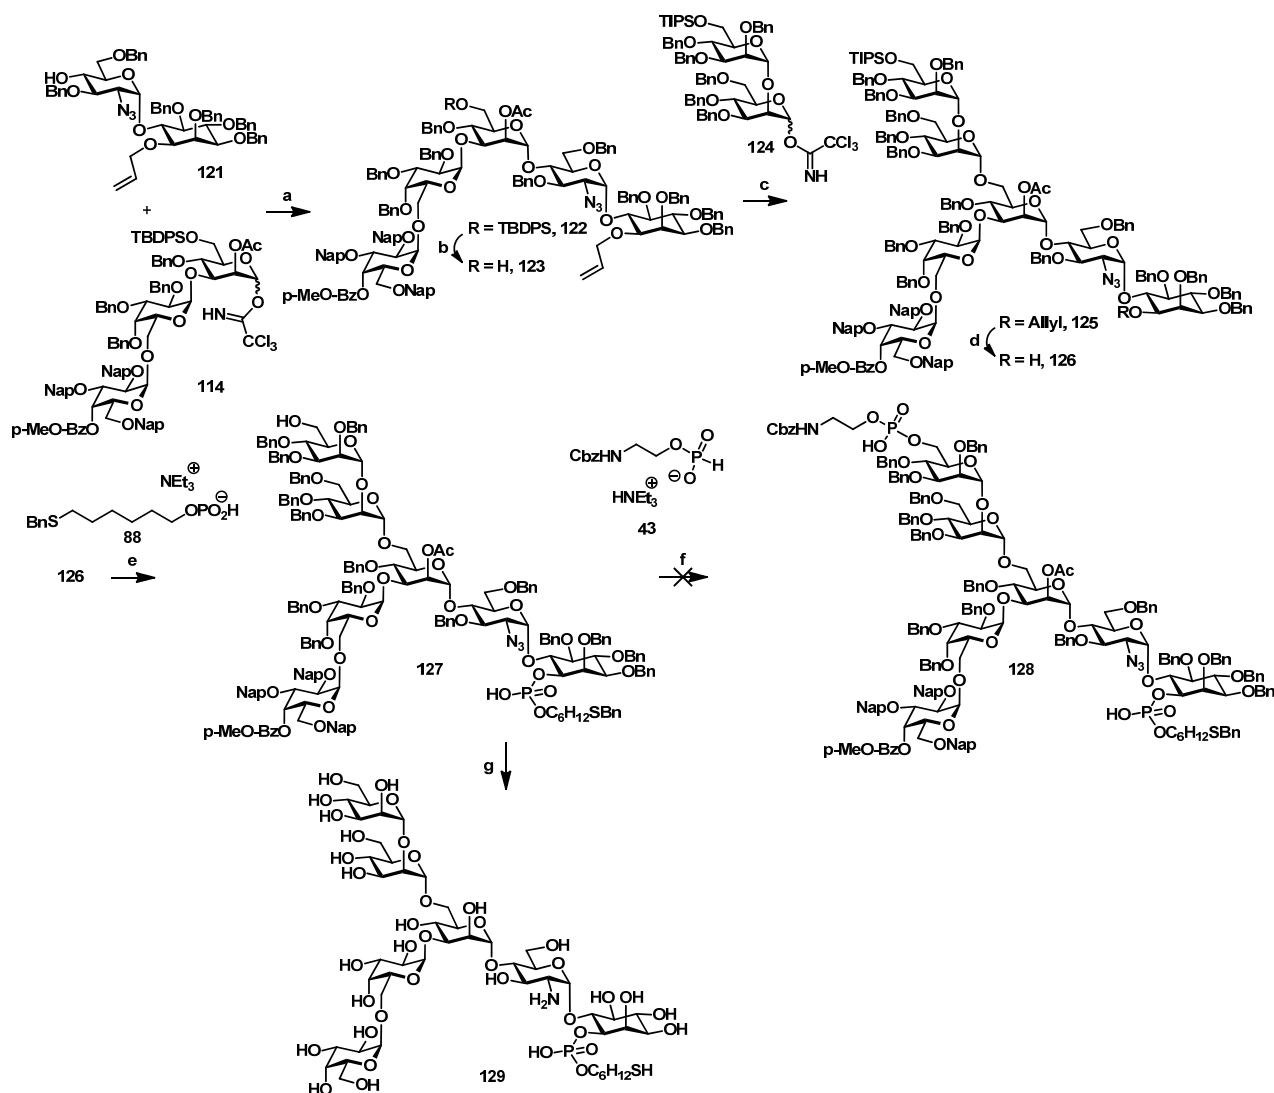 OBn
HO
O
BnO
N3
BnO OBn
O OBn
OBn
O
121
+
TBDPSO
OAc
BnO
O
O
BnO
OBn
O
HN
CCl3
BnO
O
O
NapO
NapO
O
p-MeO-BzO
ONap
114
a
RO
OAc
BnO
O
O
OBn
BnO
O
BnO
O
OBn
O
O
BnO
N3
BnO OBn
O
OBn
OBn
O
NapO
NapO
O
p-MeO-BzO
ONap
R = TBDPS, 122
b
R = H, 123
TIPSO
OBn
BnO
O
BnO
O
BnO
BnO
O
BnO
O
CCl3
NH
124
c
TIPSO
OBn
BnO
O
BnO
O
BnO
BnO
O
BnO
O
OAc
BnO
O
O
OBn
BnO
O
BnO
O
OBn
O
O
BnO
N3
BnO OBn
O
OBn
OBn
RO
NapO
NapO
O
p-MeO-BzO
ONap
R = Allyl, 125
d
R = H, 126
NEt3
⊕
BnS
OPO2H
⊖
88
126
e
HO
OBn
BnO
O
BnO
O
BnO
BnO
O
BnO
O
OAc
BnO
O
O
OBn
BnO
O
BnO
O
OBn
O
O
BnO
N3
BnO OBn
O
OBn
OBn
O
HO P O
OC6H12SBn
NapO
NapO
O
p-MeO-BzO
ONap
127
CbzHN
O
O
P H
⊖O
⊕
HNEt3
43
f
CbzHN
O
O
P
HO
O
OBn
BnO
O
BnO
O
BnO
BnO
O
BnO
O
OAc
BnO
O
O
OBn
BnO
O
BnO
O
OBn
O
O
BnO
N3
BnO OBn
O
OBn
OBn
O
HO P O
OC6H12SBn
NapO
NapO
O
p-MeO-BzO
ONap
128
g
HO
OH
HO
O
HO
O
HO
HO
O
HO
O
OH
HO
O
O
HO
HO
O
HO
O
OH
O
O
HO
H2N
HO OH
O
OH
OH
O
HO P O
OC6H12SH
HO
HO
O
HO
OH
129